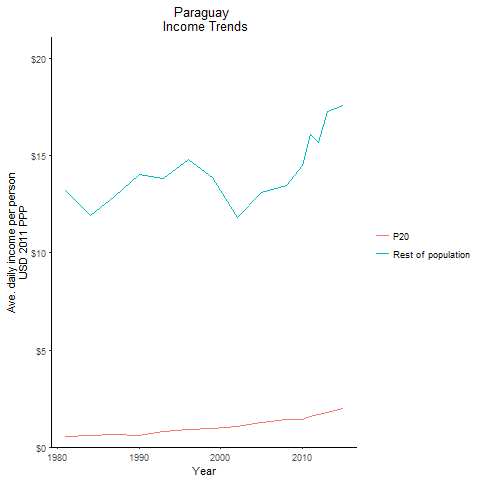 Paraguay
Income Trends
$20
$15
$10
$5
$0
Ave. daily income per person
USD 2011 PPP
1980
1990
2000
2010
Year
P20
Rest of population